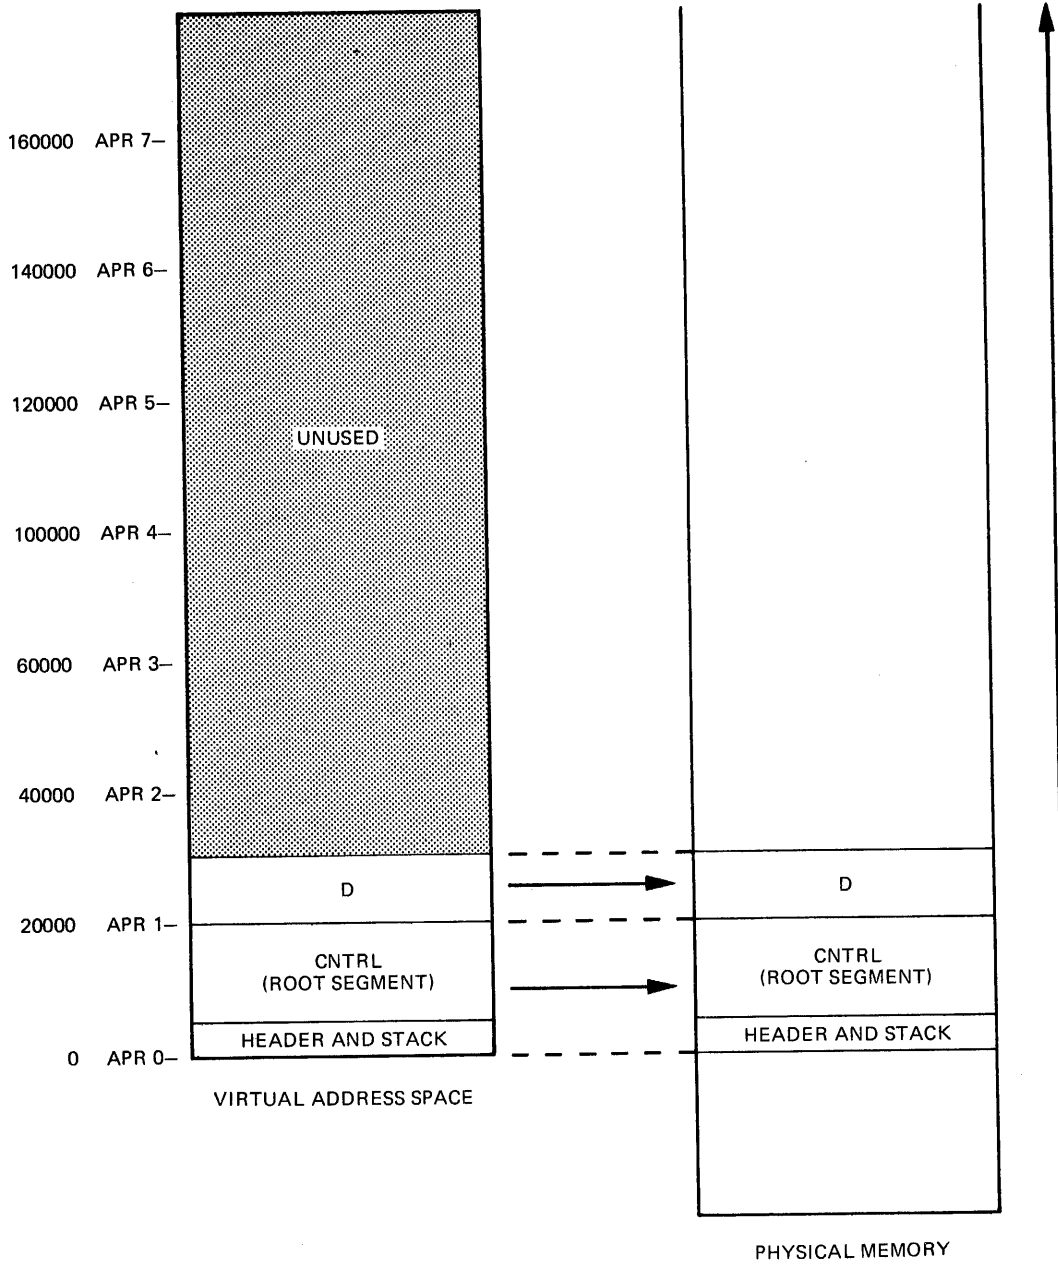 160000 APR 7–
140000 APR 6–
120000 APR 5–
UNUSED
100000 APR 4–
60000 APR 3–
40000 APR 2–
D
D
20000 APR 1–
CNTRL
(ROOT SEGMENT)
CNTRL
(ROOT SEGMENT)
HEADER AND STACK
HEADER AND STACK
0 APR 0–
VIRTUAL ADDRESS SPACE
PHYSICAL MEMORY